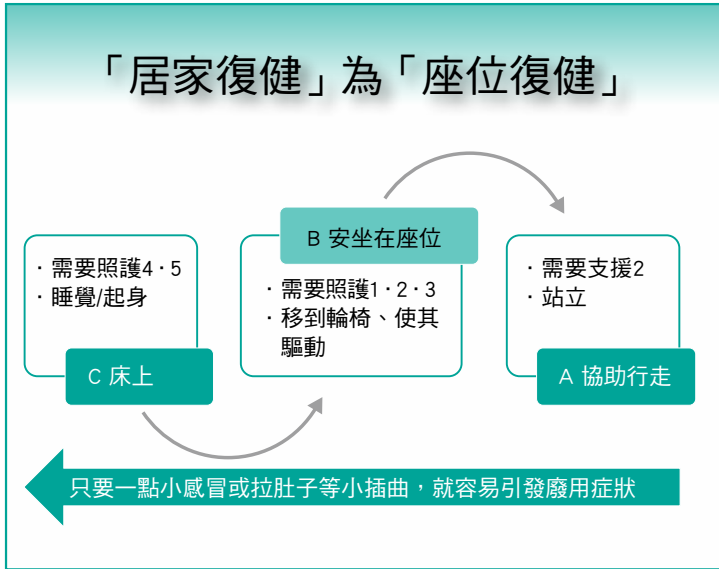 「居家復健」為「座位復健」
· 需要照護4 · 5
· 睡覺/起身
C 床上
B 安坐在座位
· 需要照護1 · 2 · 3
· 移到輪椅、使其
驅動
· 需要支援2
· 站立
A 協助行走
只要一點小感冒或拉肚子等小插曲，就容易引發廢用症狀